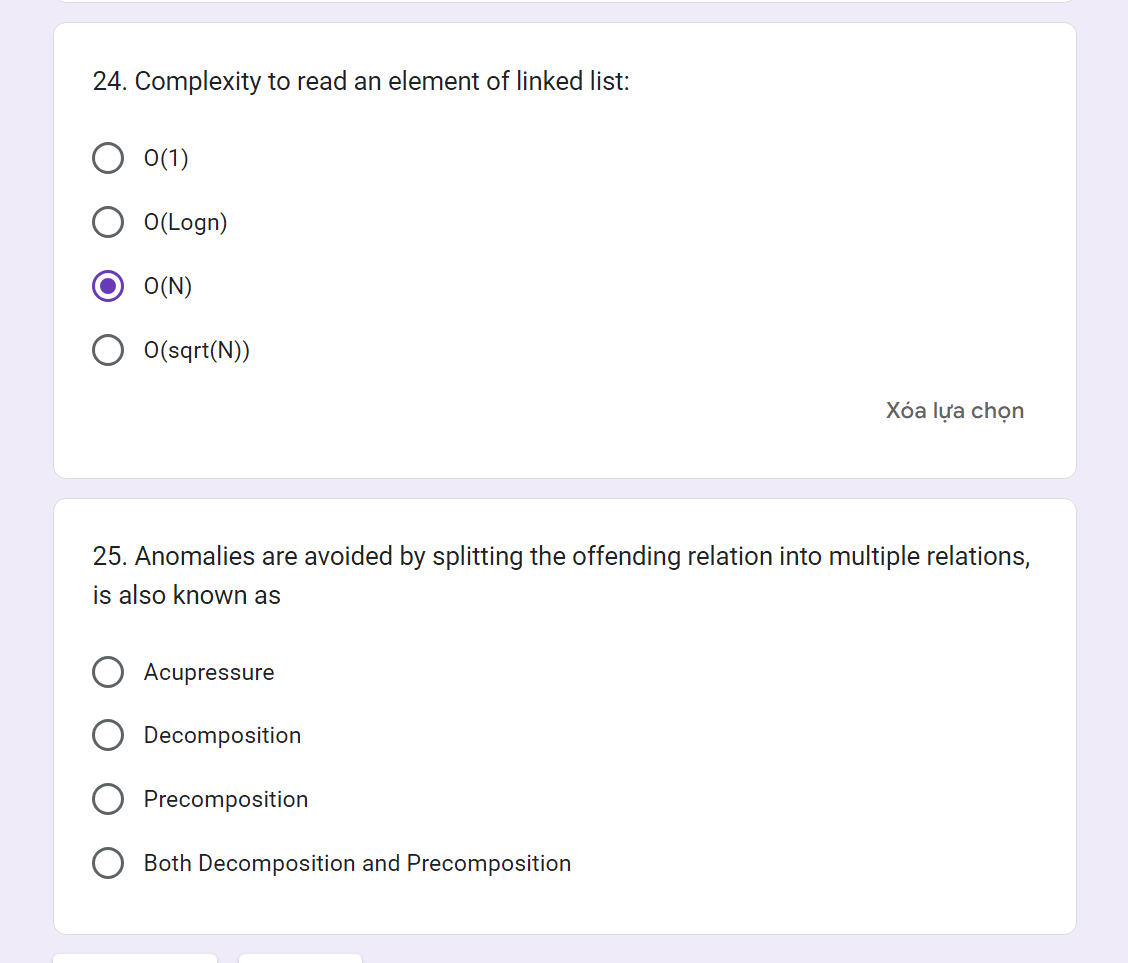 24. Complexity to read an element of linked list:
O(1)
O(Logn)
O(N)
O(sqrt(N))
Xóa lựa chọn
25. Anomalies are avoided by splitting the offending relation into multiple relations,
is also known as
Acupressure
Decomposition
Precomposition
Both Decomposition and Precomposition